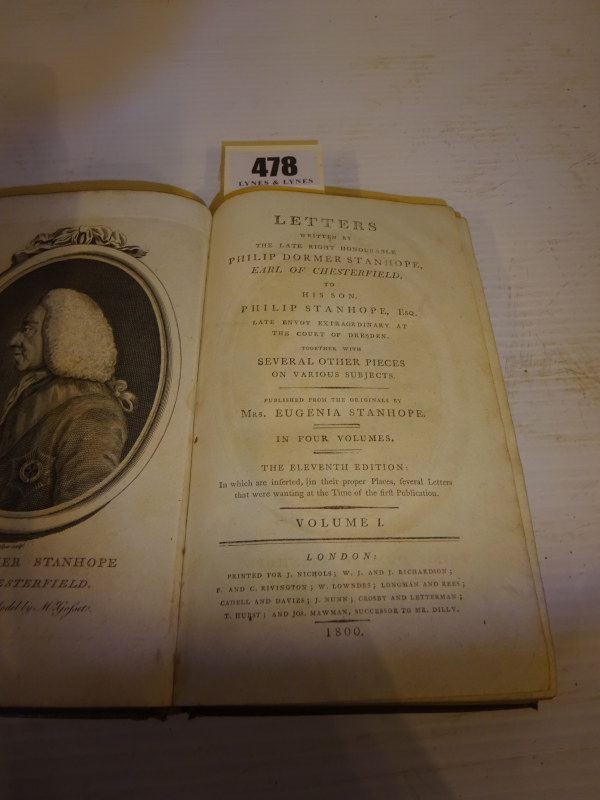 478
LYNES & LYNES
LETTERS
WRITTEN BY
THE LATE RIGHT HONOURABLE
PHILIP DORMER STANHOPE,
EARL OF CHESTERFIELD,
TO
HIS SON,
PHILIP STANHOPE, Esq.
LATE ENVOY EXTRAORDINARY AT
THE COURT OF DRESDEN.
TOGETHER WITH
SEVERAL OTHER PIECES
ON VARIOUS SUBJECTS.
PUBLISHED FROM THE ORIGINALS BY
Mrs. EUGENIA STANHOPE.
IN FOUR VOLUMES.
THE ELEVENTH EDITION:
In which are inserted, in their proper Places, several Letters
that were wanting at the Time of the first Publication.
VOLUME I.
LONDON:
PRINTED FOR J. NICHOLS; W. J. AND J. RICHARDSON;
F. AND C. RIVINGTON; W. LOWNDES; LONGMAN AND REES;
CADELL AND DAVIES; J. NUNN; CROSBY AND LETTERMAN;
T. HURST; AND JOS. MAWMAN, SUCCESSOR TO MR. DILLY.
1800.
ER STANHOPE
ESTERFIELD.